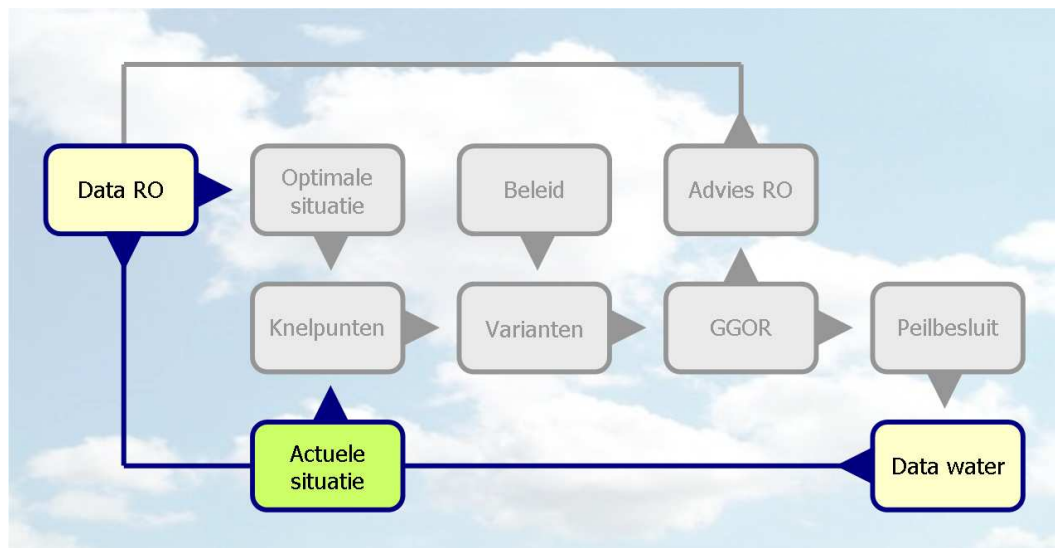 Data RO
Optimale
situatie
Beleid
Advies RO
Knelpunten
Varianten
GGOR
Peilbesluit
Actuele
situatie
Data water